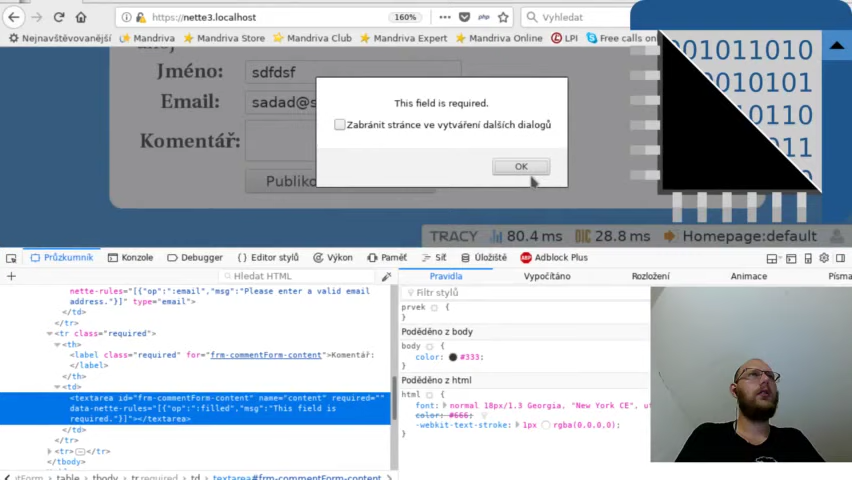 https://nette3.localhost
160%
php
Vyhledat
Nejnavštěvovanější
Mandriva
Mandriva Store
Mandriva Club
Mandriva Expert
Mandriva Online
LPI
Free calls on
Jméno:
sdfdsf
Email:
sadad@s
Komentář:
Publiko
This field is required.
Zabránit stránce ve vytváření dalších dialogů
OK
001011010
0010101
0110
11
TRACY
80.4 ms
DIC 28.8 ms
Homepage:default
Průzkumník
Konzole
Debugger
Editor stylů
Výkon
Paměť
Síť
Úložiště
ABP
Adblock Plus
Hledat HTML
nette-rules="[{"op":":email","msg":"Please enter a valid email
address."}]" type="email">
</td>
</tr>
<tr class="required">
<th>
<label class="required" for="frm-commentForm-content">Komentář:
</label>
</th>
<td>
<textarea id="frm-commentForm-content" name="content" required=""
data-nette-rules="[{"op":":filled","msg":"This field is
required."}]"></textarea>
</td>
</tr>
<tr>
</tbody>
table
tbody
tr.required
td
textarea#frm-commentForm-content
Pravidla
Vypočítáno
Rozložení
Animace
Písma
Filtr stylů
prvek {
}
Poděděno z body
body {
color: #333;
}
Poděděno z html
html {
font: normal 18px/1.3 Georgia, "New York CE", u
color: #666;
-webkit-text-stroke: 1px rgba(0,0,0,0);
}